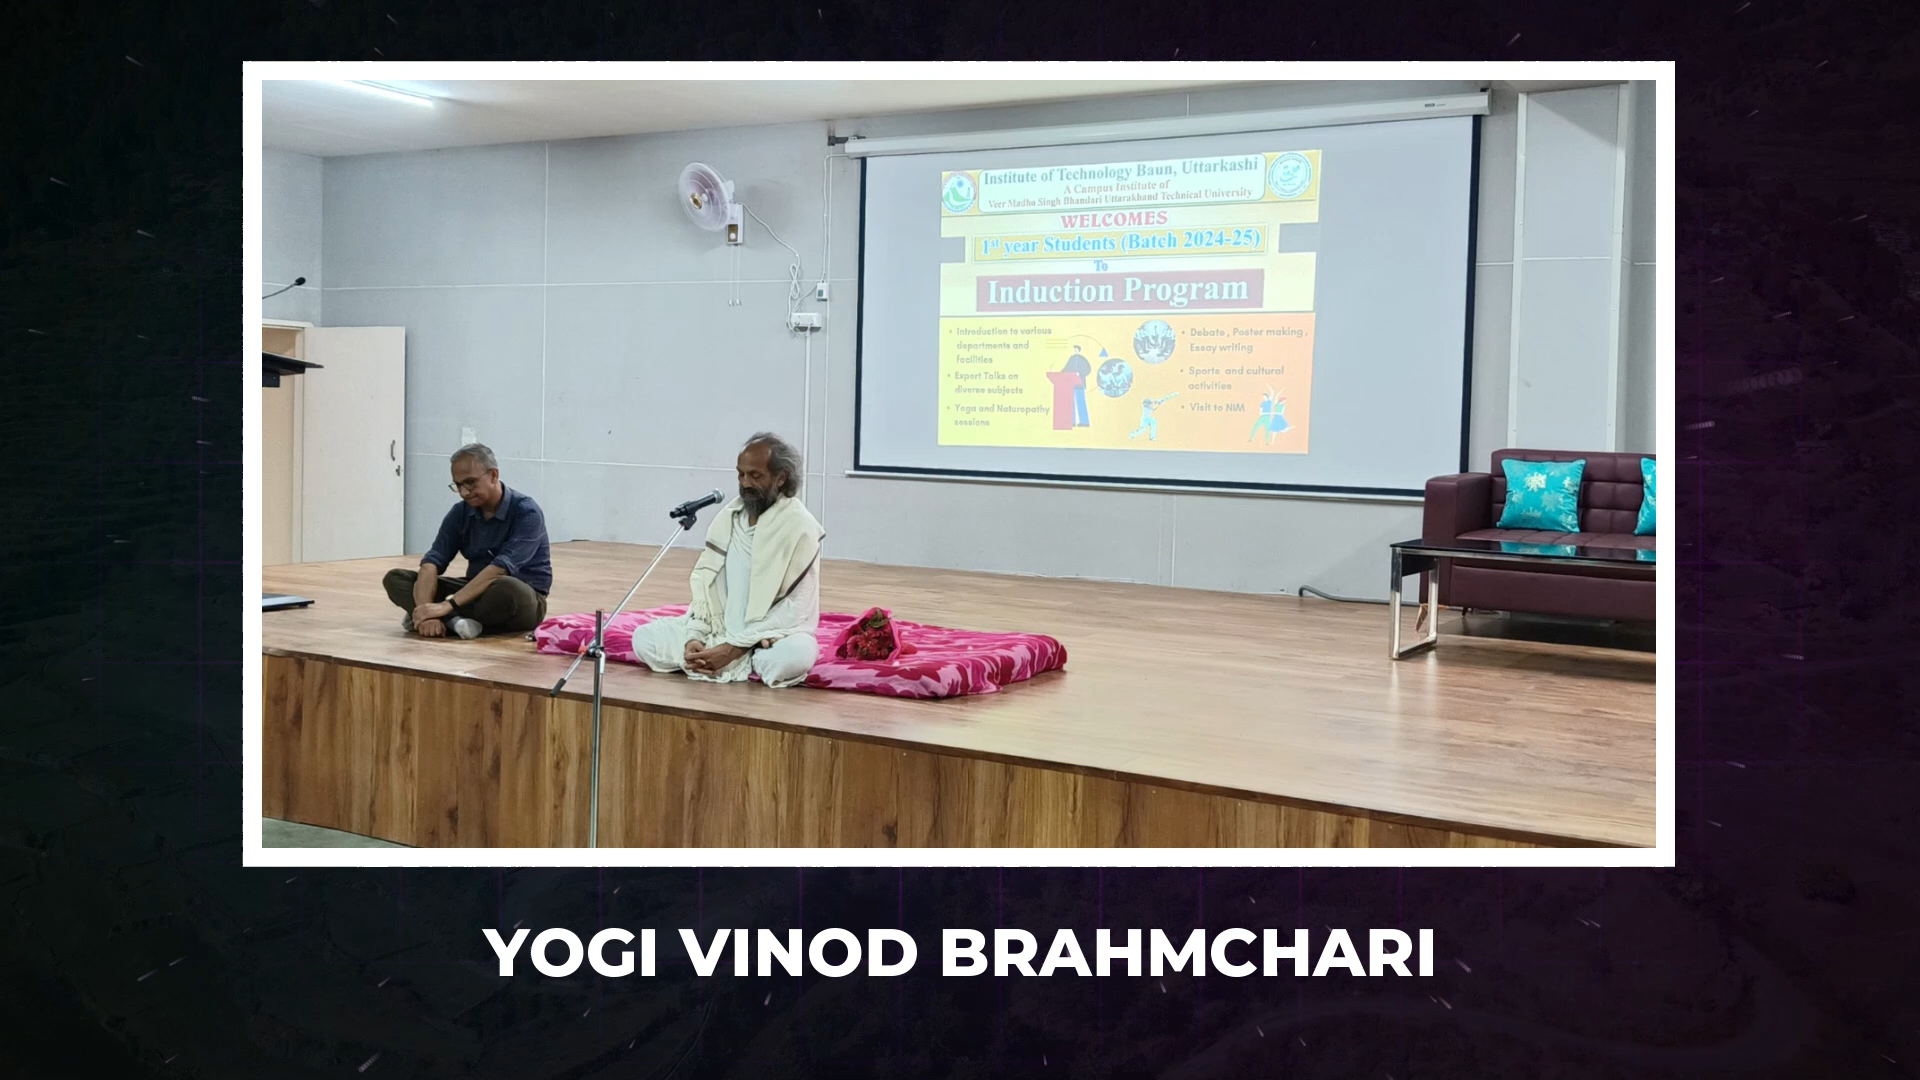 Institute of Technology Baun, Uttarkashi
A Campus Institute of
Veer Madho Singh Bhandari Uttarakhand Technical University
WELCOMES
1st year Students (Batch 2024-25)
To
Induction Program
• Introduction to various
departments and
facilities
• Expert Talks on
diverse subjects
• Yoga and Naturopathy
sessions
• Debate, Poster making,
Essay writing
• Sports and cultural
activities
• Visit to NIM
YOGI VINOD BRAHMCHARI